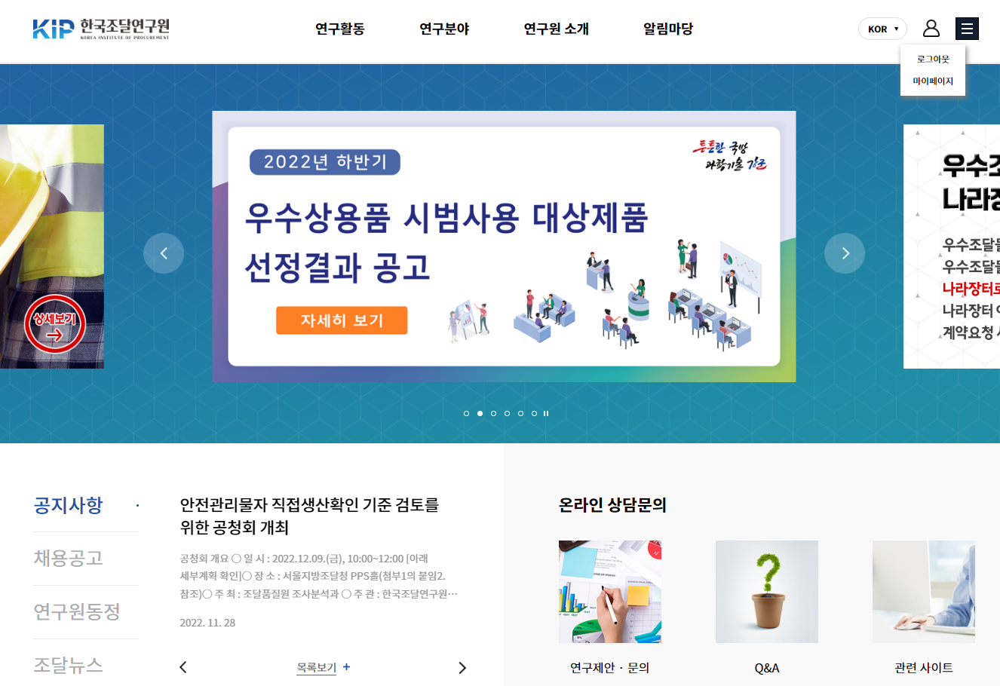 KIP 한국조달연구원
KOREA INSTITUTE OF PROCUREMENT
연구활동
연구분야
연구원 소개
알림마당
KOR
로그아웃
마이페이지
상세보기
2022년 하반기
튼튼한 국방
과학기술 강군
우수상용품 시범사용 대상제품
선정결과 공고
자세히 보기
우수조
나라장
우수조달
우수조달
나라장터
나라장터
계약요청
공지사항
채용공고
연구원동정
조달뉴스
안전관리물자 직접생산확인 기준 검토를
위한 공청회 개최
공청회 개요 ○ 일 시 : 2022.12.09.(금), 10:00~12:00 [아래
세부계획 확인]○ 장 소 : 서울지방조달청 PPS홀(첨부1의 붙임2.
참조)○ 주 최 : 조달품질원 조사분석과 ○ 주 관 : 한국조달연구원…
2022. 11. 28
목록보기 +
온라인 상담문의
연구제안 · 문의
Q&A
관련 사이트